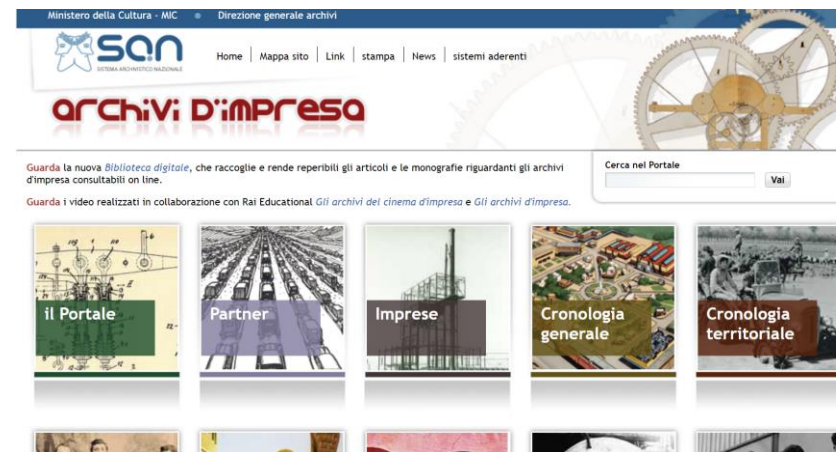 Ministero della Cultura - MIC
Direzione generale archivi
san
SISTEMA ARCHIVISTICO NAZIONALE
Home | Mappa sito | Link | stampa | News | sistemi aderenti
archivi d'impresa
Guarda la nuova Biblioteca digitale, che raccoglie e rende reperibili gli articoli e le monografie riguardanti gli archivi
d'impresa consultabili on line.
Guarda i video realizzati in collaborazione con Rai Educational Gli archivi del cinema d'impresa e Gli archivi d'impresa.
Cerca nel Portale
Vai
il Portale
Partner
Imprese
Cronologia
generale
Cronologia
territoriale